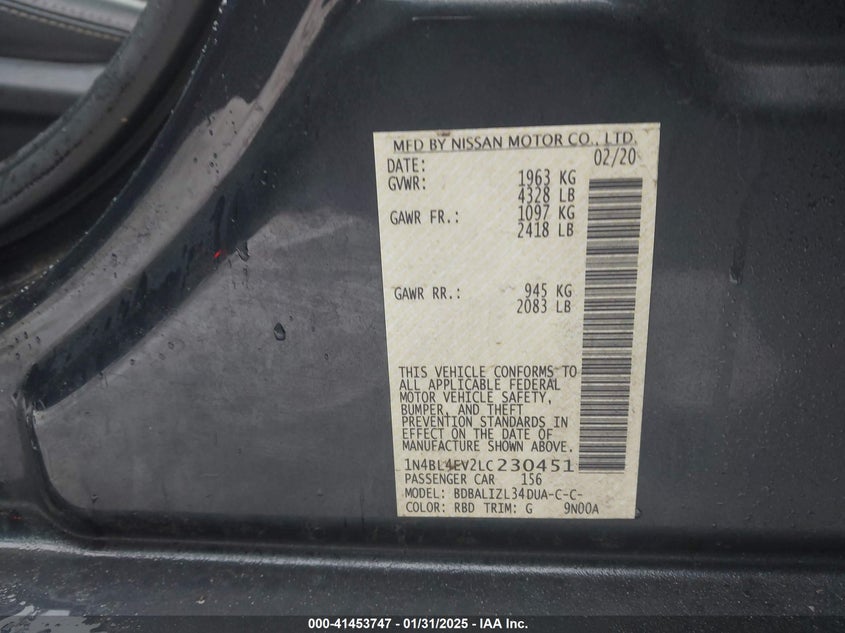 MFD BY NISSAN MOTOR CO., LTD.
DATE: 02/20
GVWR: 1963 KG
4328 LB
GAWR FR.: 1097 KG
2418 LB
GAWR RR.: 945 KG
2083 LB
THIS VEHICLE CONFORMS TO
ALL APPLICABLE FEDERAL
MOTOR VEHICLE SAFETY,
BUMPER, AND THEFT
PREVENTION STANDARDS IN
EFFECT ON THE DATE OF
MANUFACTURE SHOWN ABOVE.
1N4BL4EV2LC230451
PASSENGER CAR 156
MODEL: BDBALIZL34DUA-C-C-
COLOR: RBD TRIM: G 9N00A
000-41453747 - 01/31/2025 - IAA Inc.